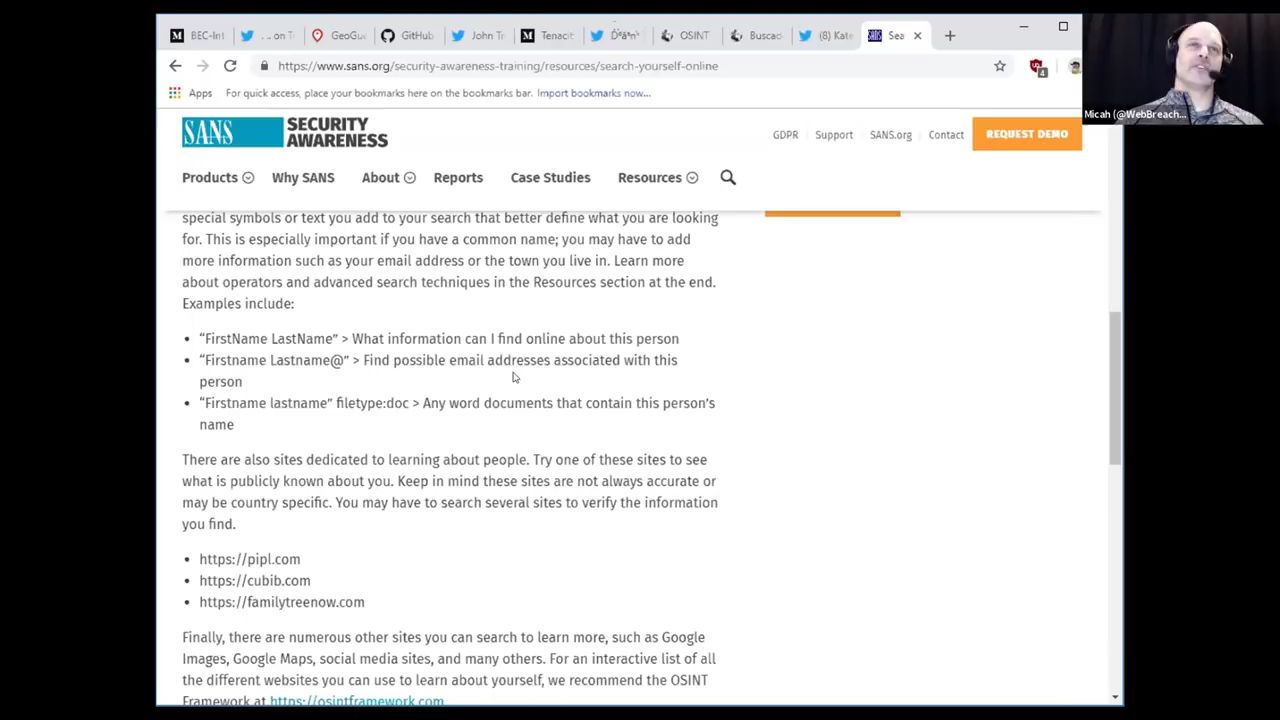 BEC-Int
... on T
GeoGue
GitHub
John Tr
Tenacit
OSINT
Buscad
(8) Kate
Sea
https://www.sans.org/security-awareness-training/resources/search-yourself-online
4
Apps For quick access, place your bookmarks here on the bookmarks bar. Import bookmarks now...
Micah (@WebBreach...
SANS SECURITY AWARENESS
GDPR Support SANS.org Contact REQUEST DEMO
Products Why SANS About Reports Case Studies Resources
special symbols or text you add to your search that better define what you are looking
for. This is especially important if you have a common name; you may have to add
more information such as your email address or the town you live in. Learn more
about operators and advanced search techniques in the Resources section at the end.
Examples include:
• “FirstName LastName” > What information can I find online about this person
• “Firstname Lastname@” > Find possible email addresses associated with this
person
• “Firstname lastname” filetype:doc > Any word documents that contain this person’s
name
There are also sites dedicated to learning about people. Try one of these sites to see
what is publicly known about you. Keep in mind these sites are not always accurate or
may be country specific. You may have to search several sites to verify the information
you find.
• https://pipl.com
• https://cubib.com
• https://familytreenow.com
Finally, there are numerous other sites you can search to learn more, such as Google
Images, Google Maps, social media sites, and many others. For an interactive list of all
the different websites you can use to learn about yourself, we recommend the OSINT
Framework at https://osintframework.com